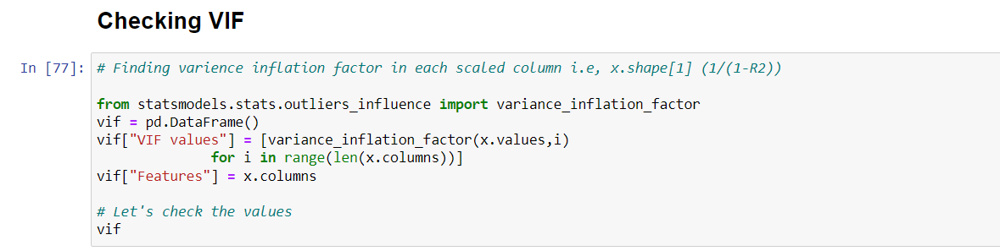 Checking VIF
In [77]: # Finding varience inflation factor in each scaled column i.e, x.shape[1] (1/(1-R2))
from statsmodels.stats.outliers_influence import variance_inflation_factor
vif = pd.DataFrame()
vif["VIF values"] = [variance_inflation_factor(x.values,i)
for i in range(len(x.columns))]
vif["Features"] = x.columns
# Let's check the values
vif